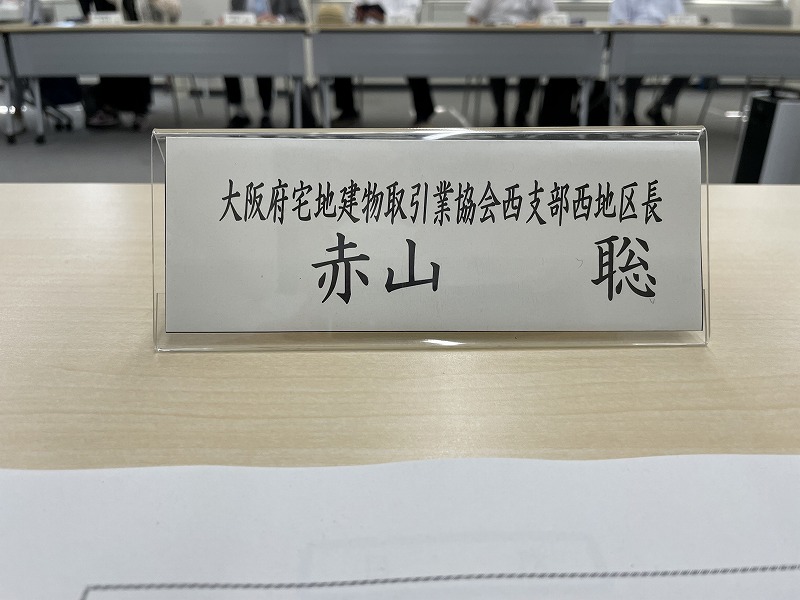 大阪府宅地建物取引業協会西支部西地区長
赤山 聡